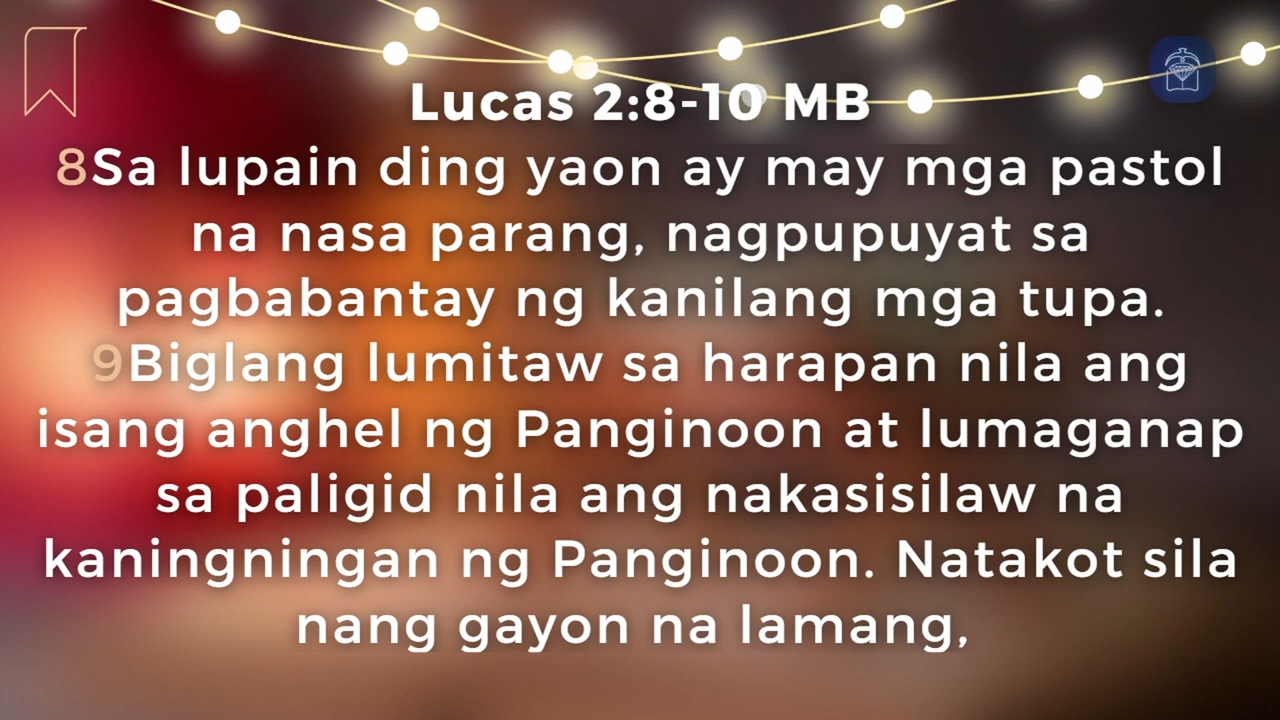 Lucas 2:8-10 MB
8Sa lupain ding yaon ay may mga pastol
na nasa parang, nagpupuyat sa
pagbabantay ng kanilang mga tupa.
9Biglang lumitaw sa harapan nila ang
isang anghel ng Panginoon at lumaganap
sa paligid nila ang nakasisilaw na
kaningningan ng Panginoon. Natakot sila
nang gayon na lamang,